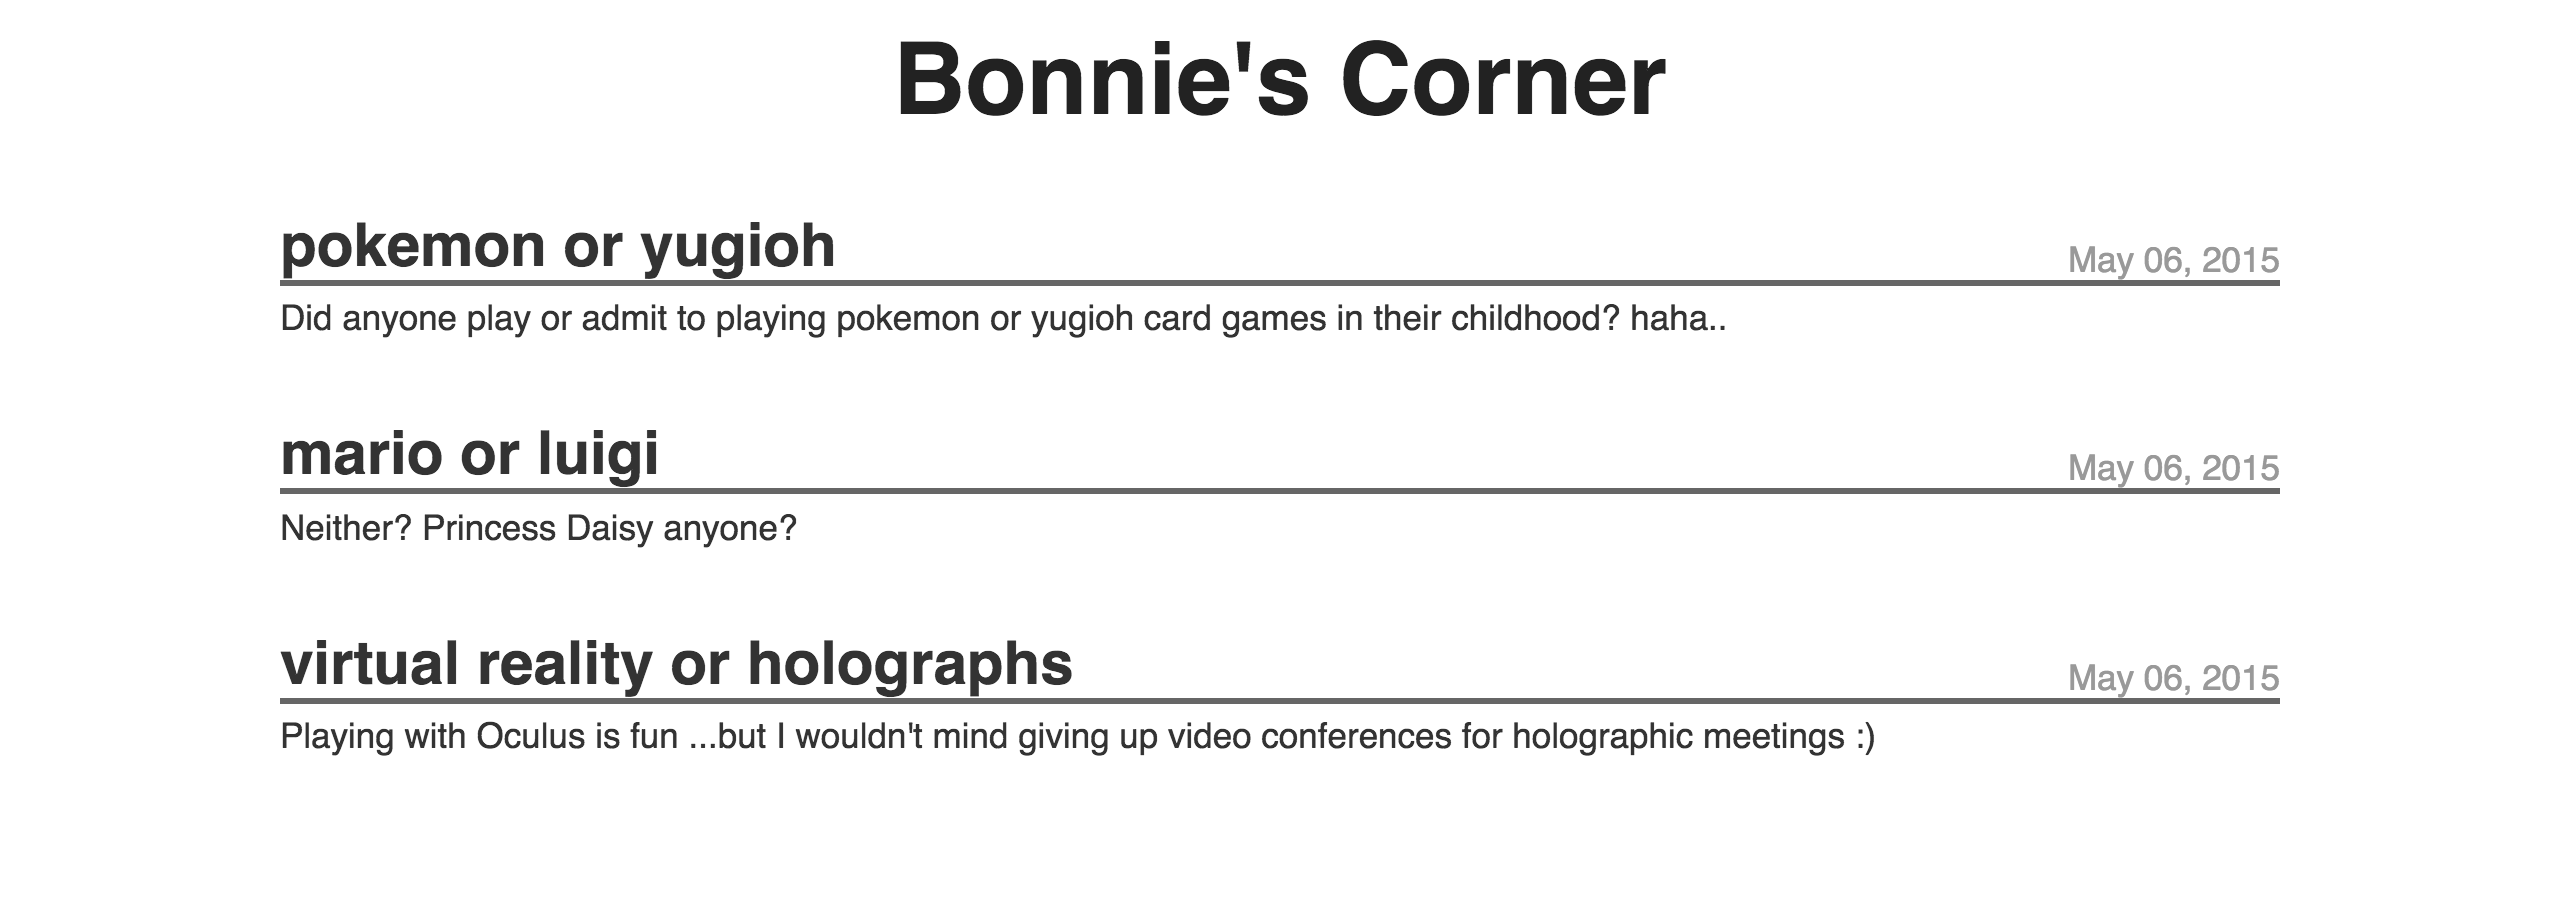 Bonnie's Corner
pokemon or yugioh
May 06, 2015
Did anyone play or admit to playing pokemon or yugioh card games in their childhood? haha..
mario or luigi
May 06, 2015
Neither? Princess Daisy anyone?
virtual reality or holographs
May 06, 2015
Playing with Oculus is fun ...but I wouldn't mind giving up video conferences for holographic meetings :)